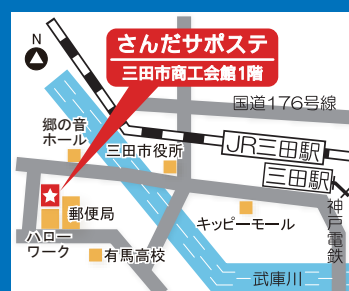 N
さんだサポステ
三田市商工会館1階
国道176号線
郷の音
ホール
三田市役所
JR三田駅
三田駅
郵便局
キッピーモール
神戸電鉄
ハロー
ワーク
有馬高校
武庫川